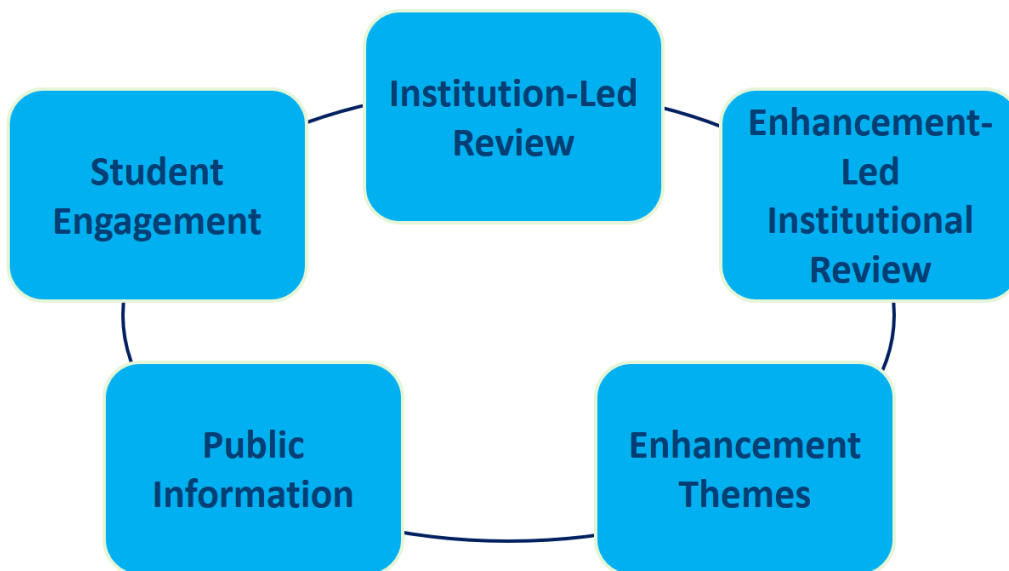 Institution-Led
Review
Enhancement-
Led
Institutional
Review
Enhancement
Themes
Public
Information
Student
Engagement